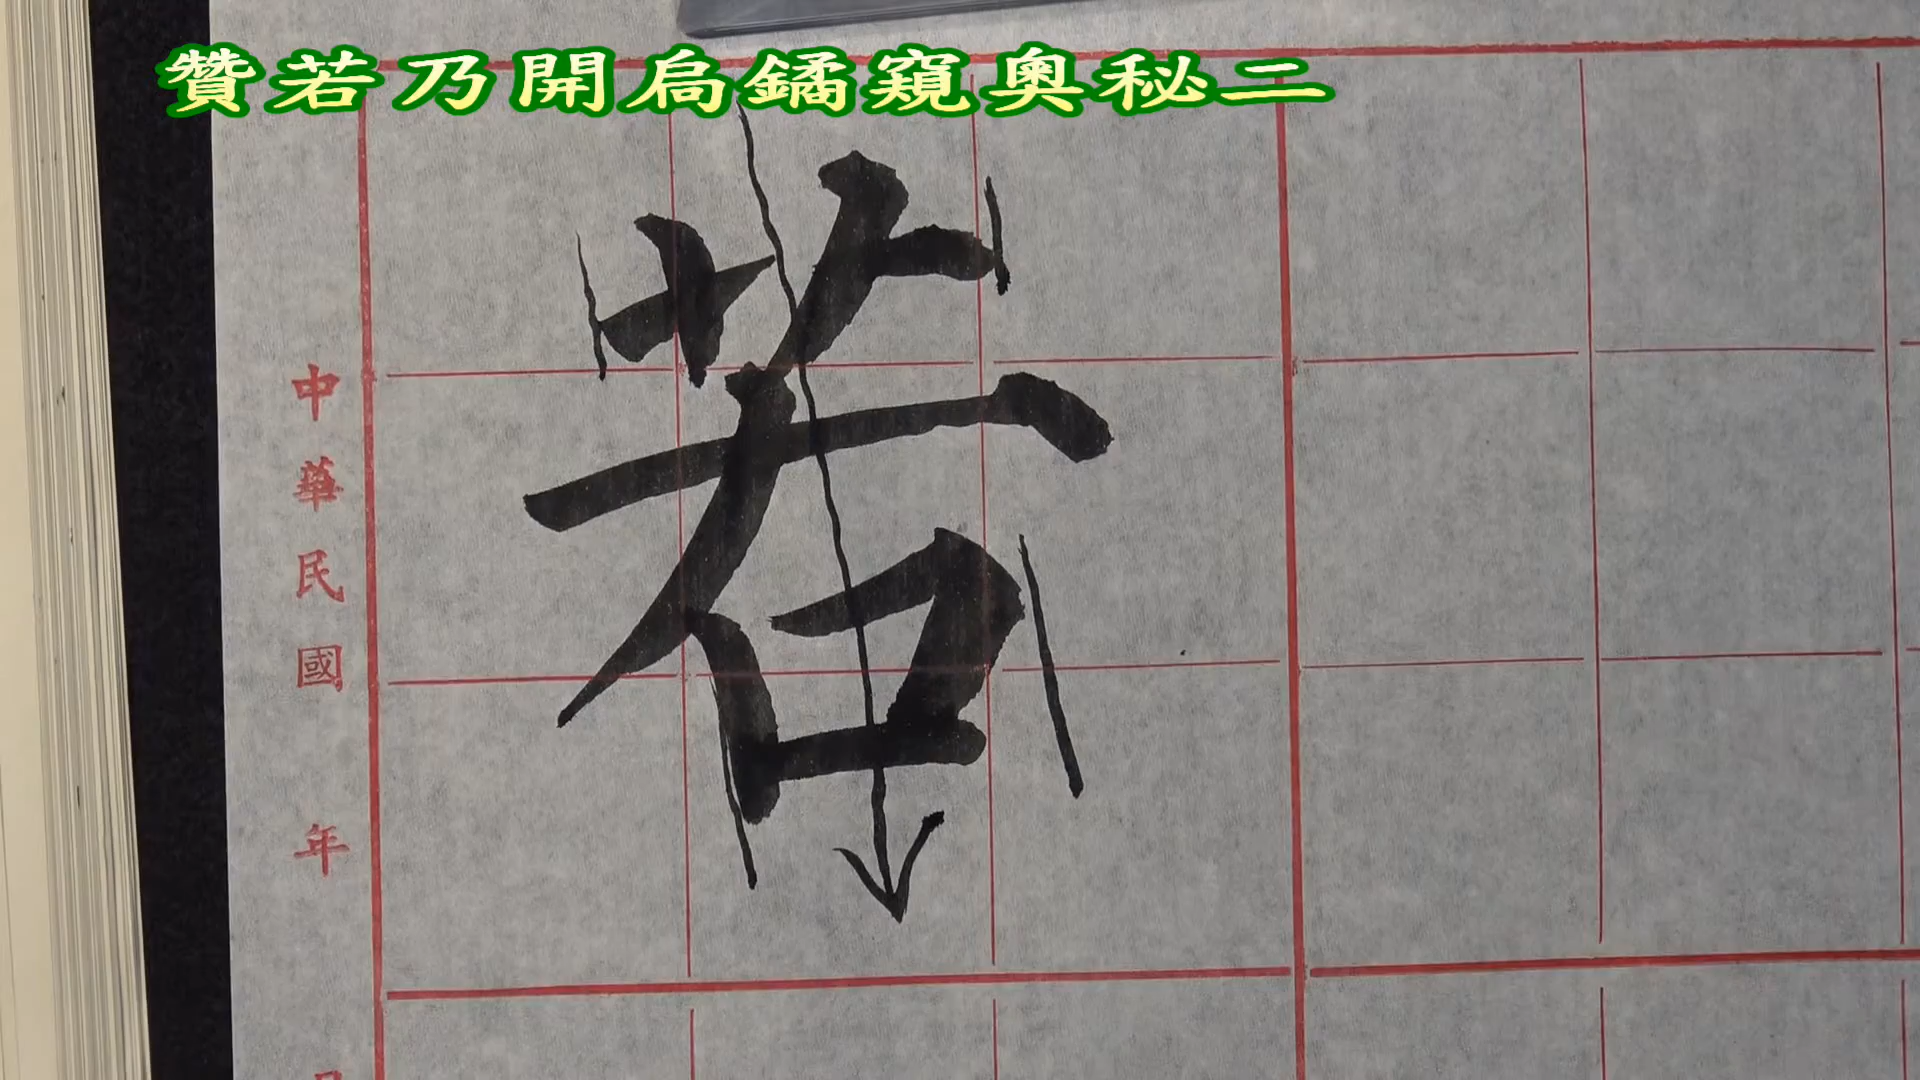 贊若乃開扃鐍窺奧秘二
若
中華民國 年